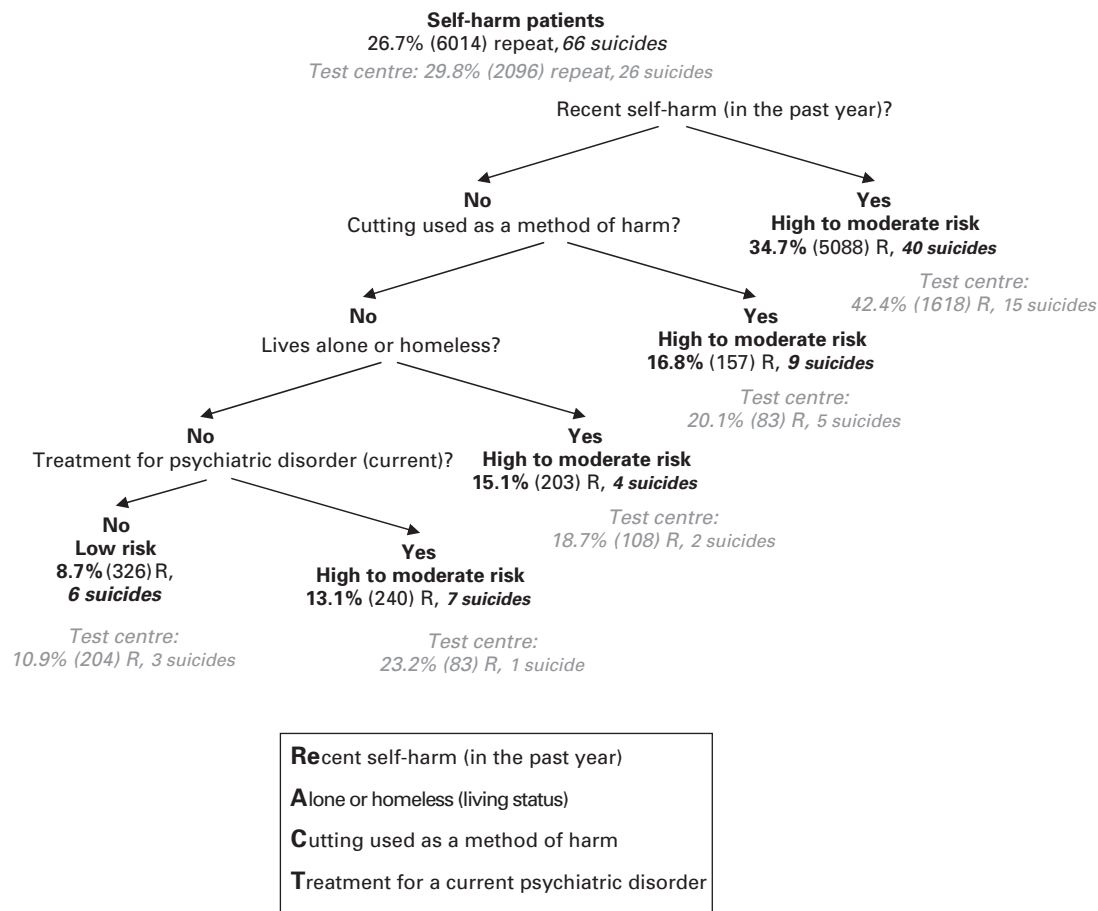 Self-harm patients
26.7% (6014) repeat, 66 suicides
Test centre: 29.8% (2096) repeat, 26 suicides
Recent self-harm (in the past year)?
No
Cutting used as a method of harm?
Yes
High to moderate risk
34.7% (5088) R, 40 suicides
Test centre:
42.4% (1618) R, 15 suicides
No
Lives alone or homeless?
Yes
High to moderate risk
16.8% (157) R, 9 suicides
Test centre:
20.1% (83) R, 5 suicides
No
Treatment for psychiatric disorder (current)?
Yes
High to moderate risk
15.1% (203) R, 4 suicides
Test centre:
18.7% (108) R, 2 suicides
No
Low risk
8.7% (326) R,
6 suicides
Test centre:
10.9% (204) R, 3 suicides
Yes
High to moderate risk
13.1% (240) R, 7 suicides
Test centre:
23.2% (83) R, 1 suicide
Recent self-harm (in the past year)
Alone or homeless (living status)
Cutting used as a method of harm
Treatment for a current psychiatric disorder